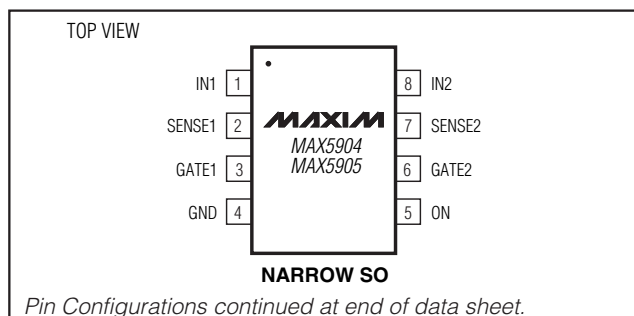 TOP VIEW
IN1 1 8 IN2
MAXIM
SENSE1 2 7 SENSE2
MAX5904
MAX5905
GATE1 3 6 GATE2
GND 4 5 ON
NARROW SO
Pin Configurations continued at end of data sheet.